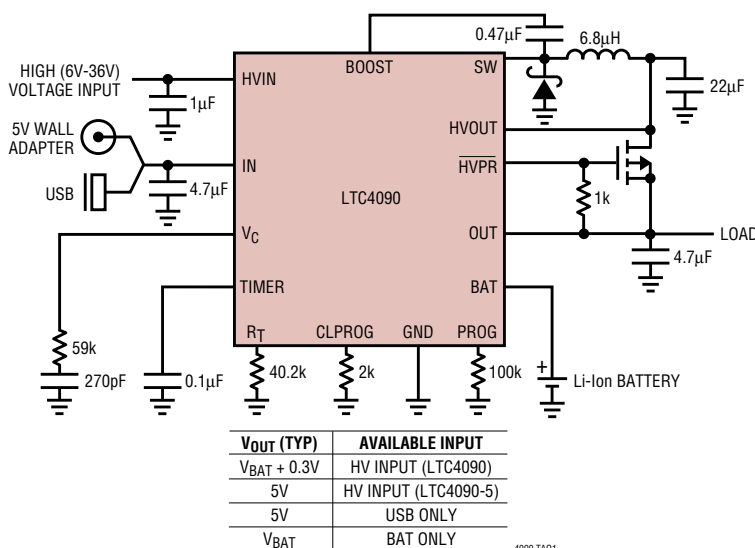 0.47µF
6.8µH
HIGH (6V-36V)
VOLTAGE INPUT
1µF
HVIN
BOOST
SW
22µF
5V WALL
ADAPTER
USB
4.7µF
IN
HVOUT
HVPR
1k
LTC4090
VC
OUT
LOAD
4.7µF
TIMER
BAT
59k
270pF
0.1µF
RT
CLPROG
GND
PROG
40.2k
2k
100k
+
Li-Ion BATTERY
VOUT (TYP) AVAILABLE INPUT
VBAT + 0.3V HV INPUT (LTC4090)
5V HV INPUT (LTC4090-5)
5V USB ONLY
VBAT BAT ONLY